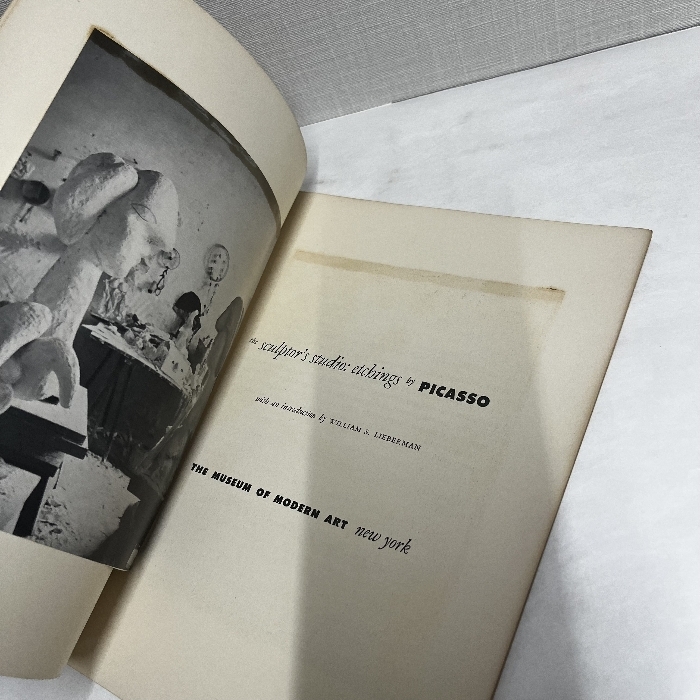 the sculptor's studio: etchings by PICASSO
with an introduction by WILLIAM S. LIEBERMAN
THE MUSEUM OF MODERN ART new york